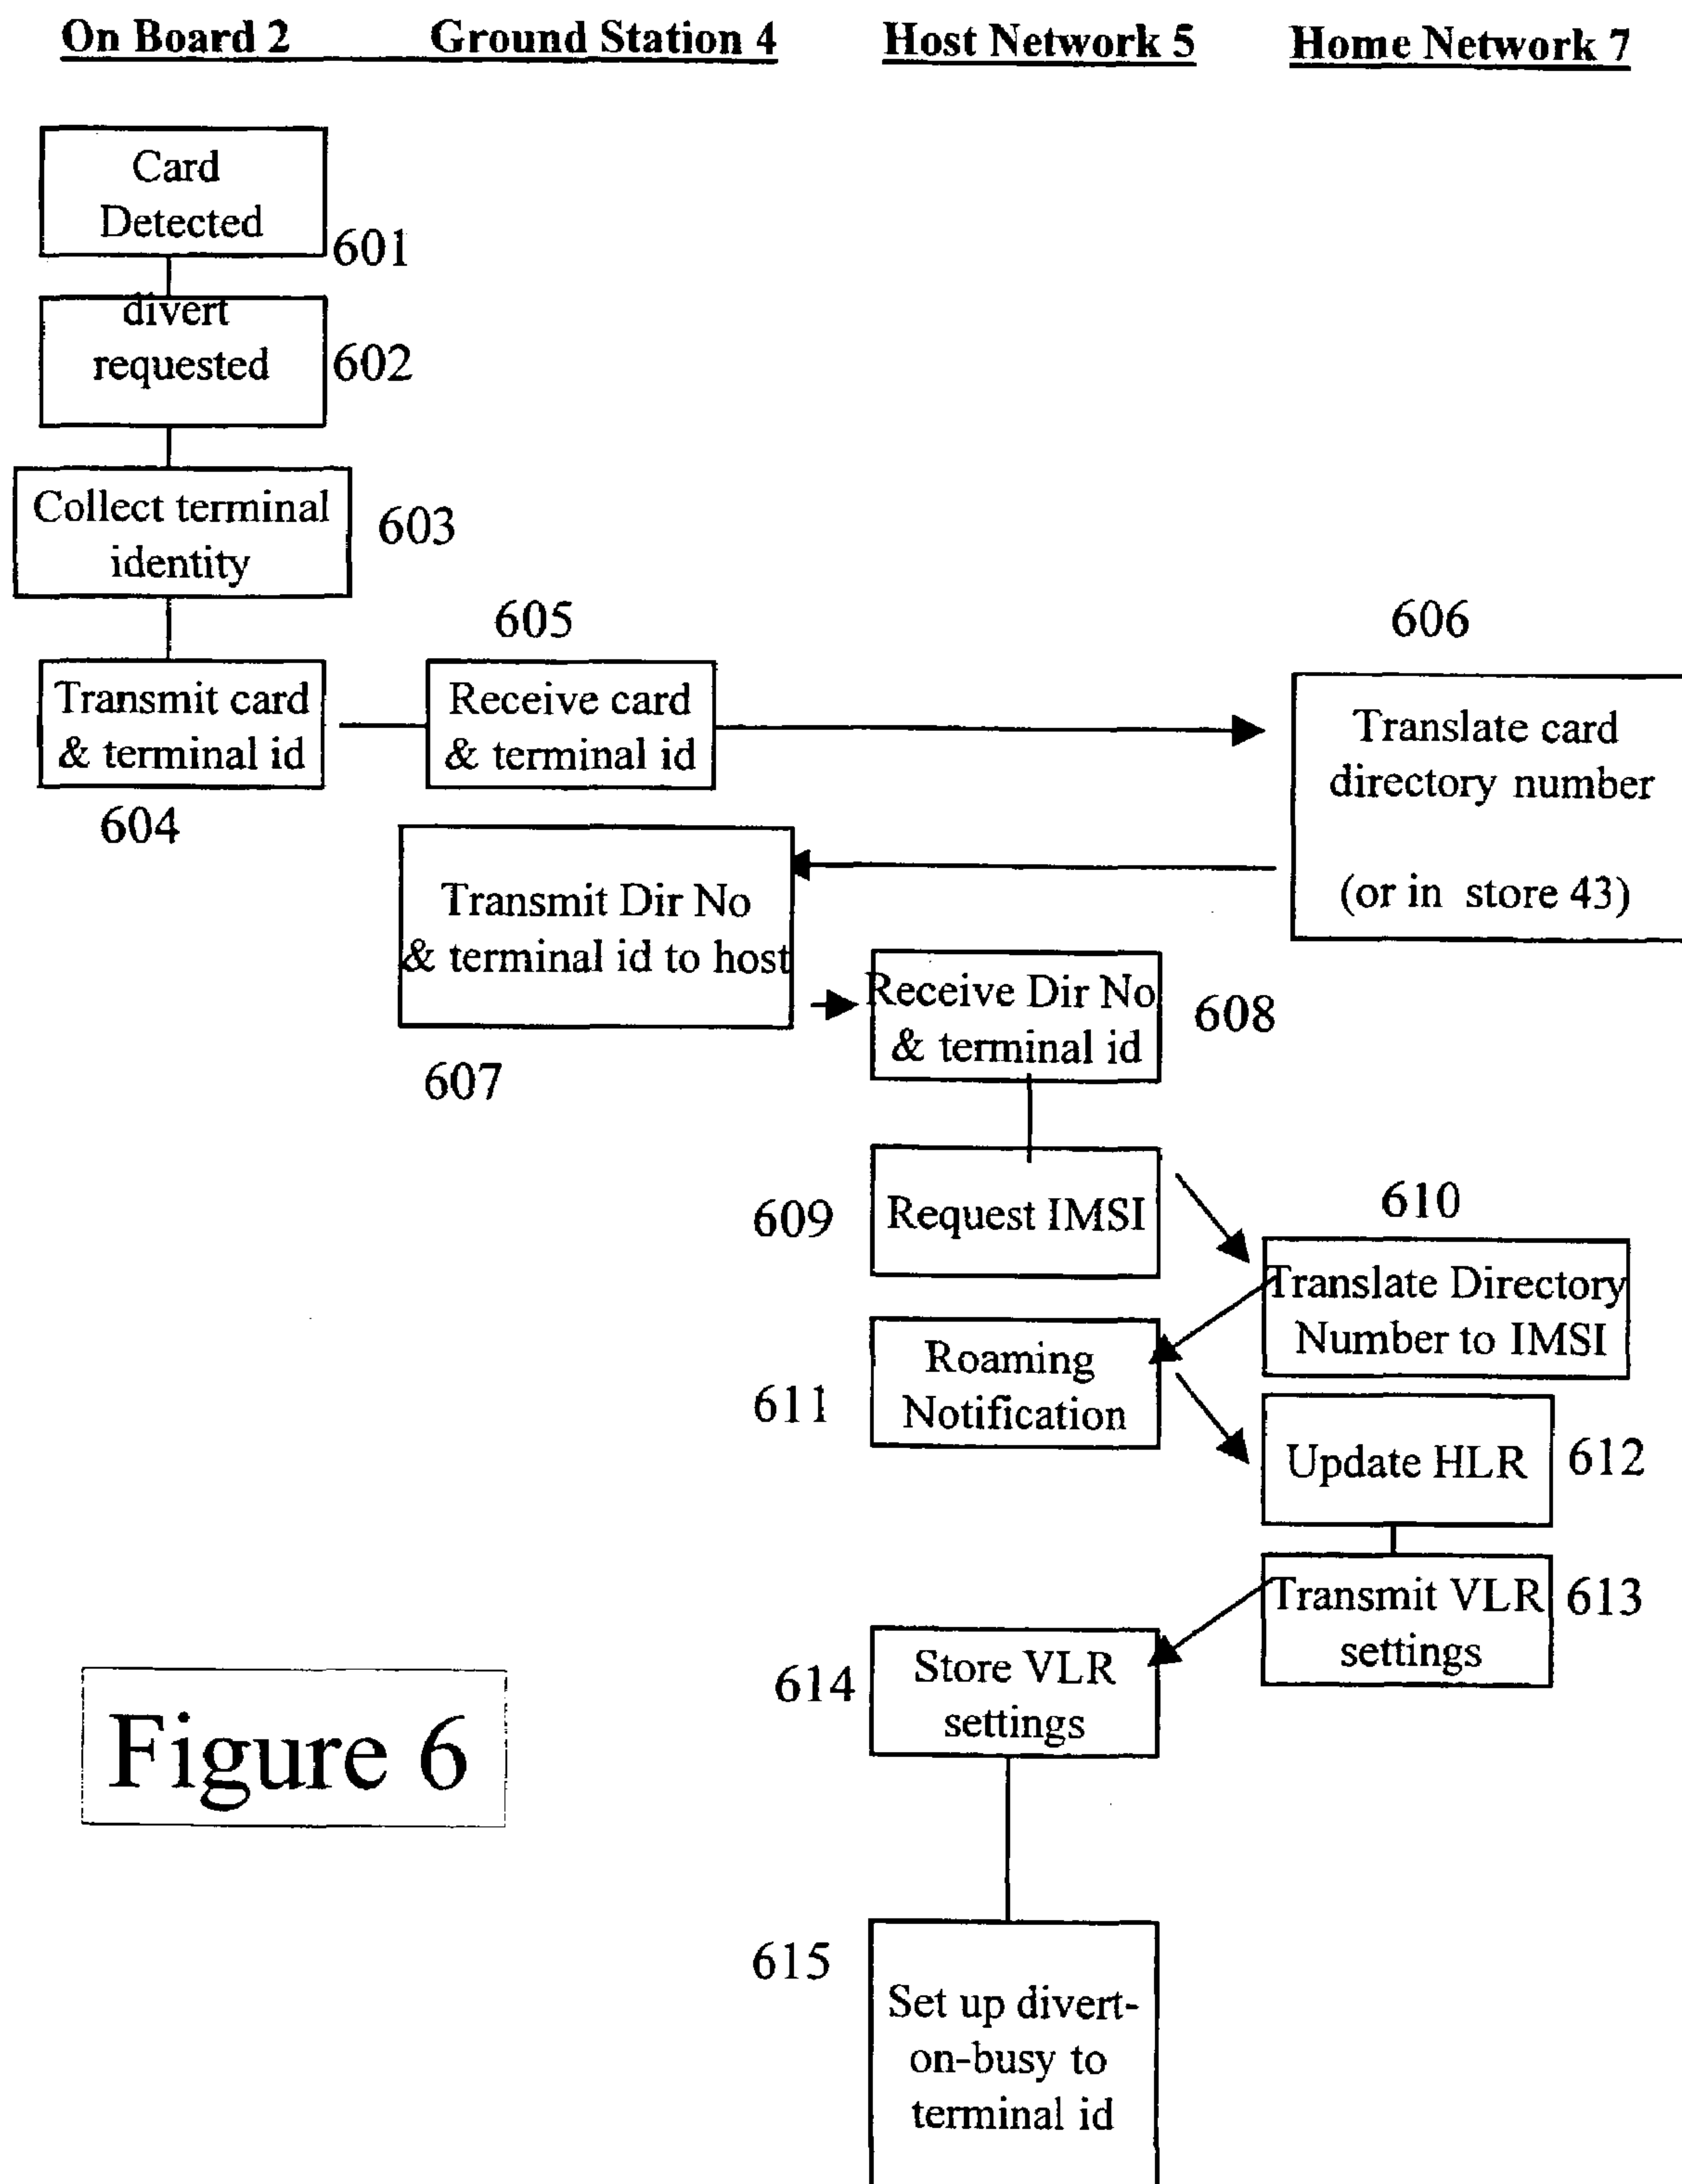 On Board 2 Ground Station 4 Host Network 5 Home Network 7
Card
Detected
601
divert
requested
602
Collect terminal
identity
603
605
606
Transmit card
& terminal id
604
Receive card
& terminal id
Translate card
directory number
(or in store 43)
Transmit Dir No
& terminal id to host
607
Receive Dir No
& terminal id
608
609
Request IMSI
610
Translate Directory
Number to IMSI
611
Roaming
Notification
Update HLR
612
Transmit VLR
settings
613
614
Store VLR
settings
Figure 6
615
Set up divert-
on-busy to
terminal id